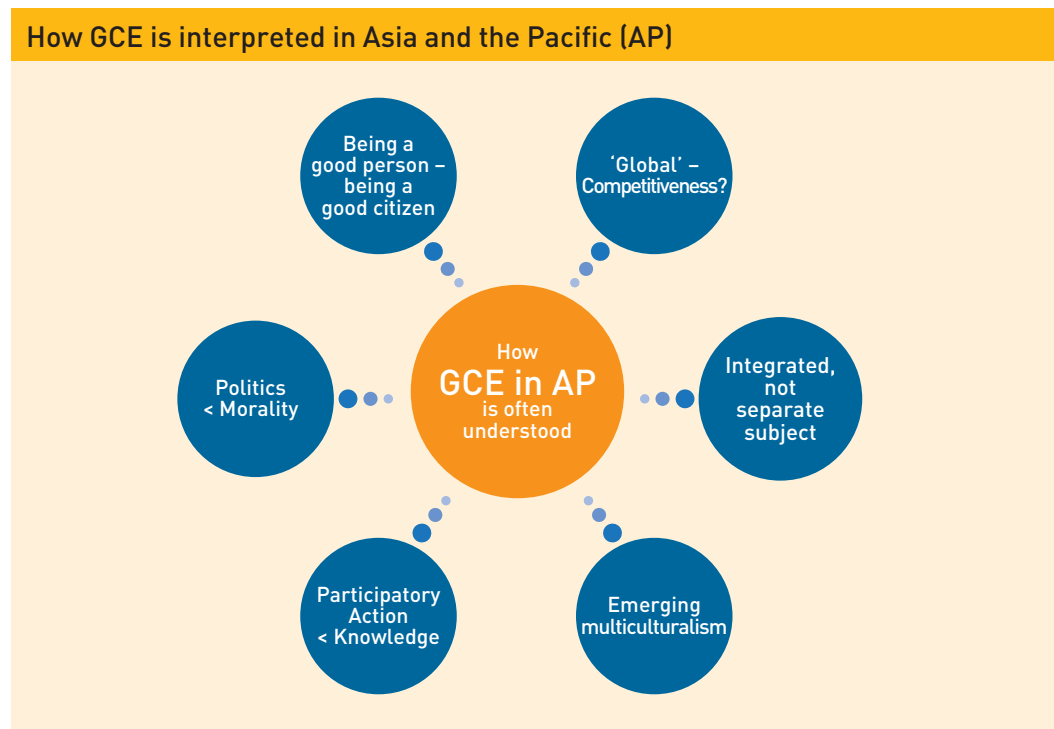 How GCE is interpreted in Asia and the Pacific (AP)
Being a
good person –
being a
good citizen
‘Global’ –
Competitiveness?
Politics
< Morality
How
GCE in AP
is often
understood
Integrated,
not
separate
subject
Participatory
Action
< Knowledge
Emerging
multiculturalism